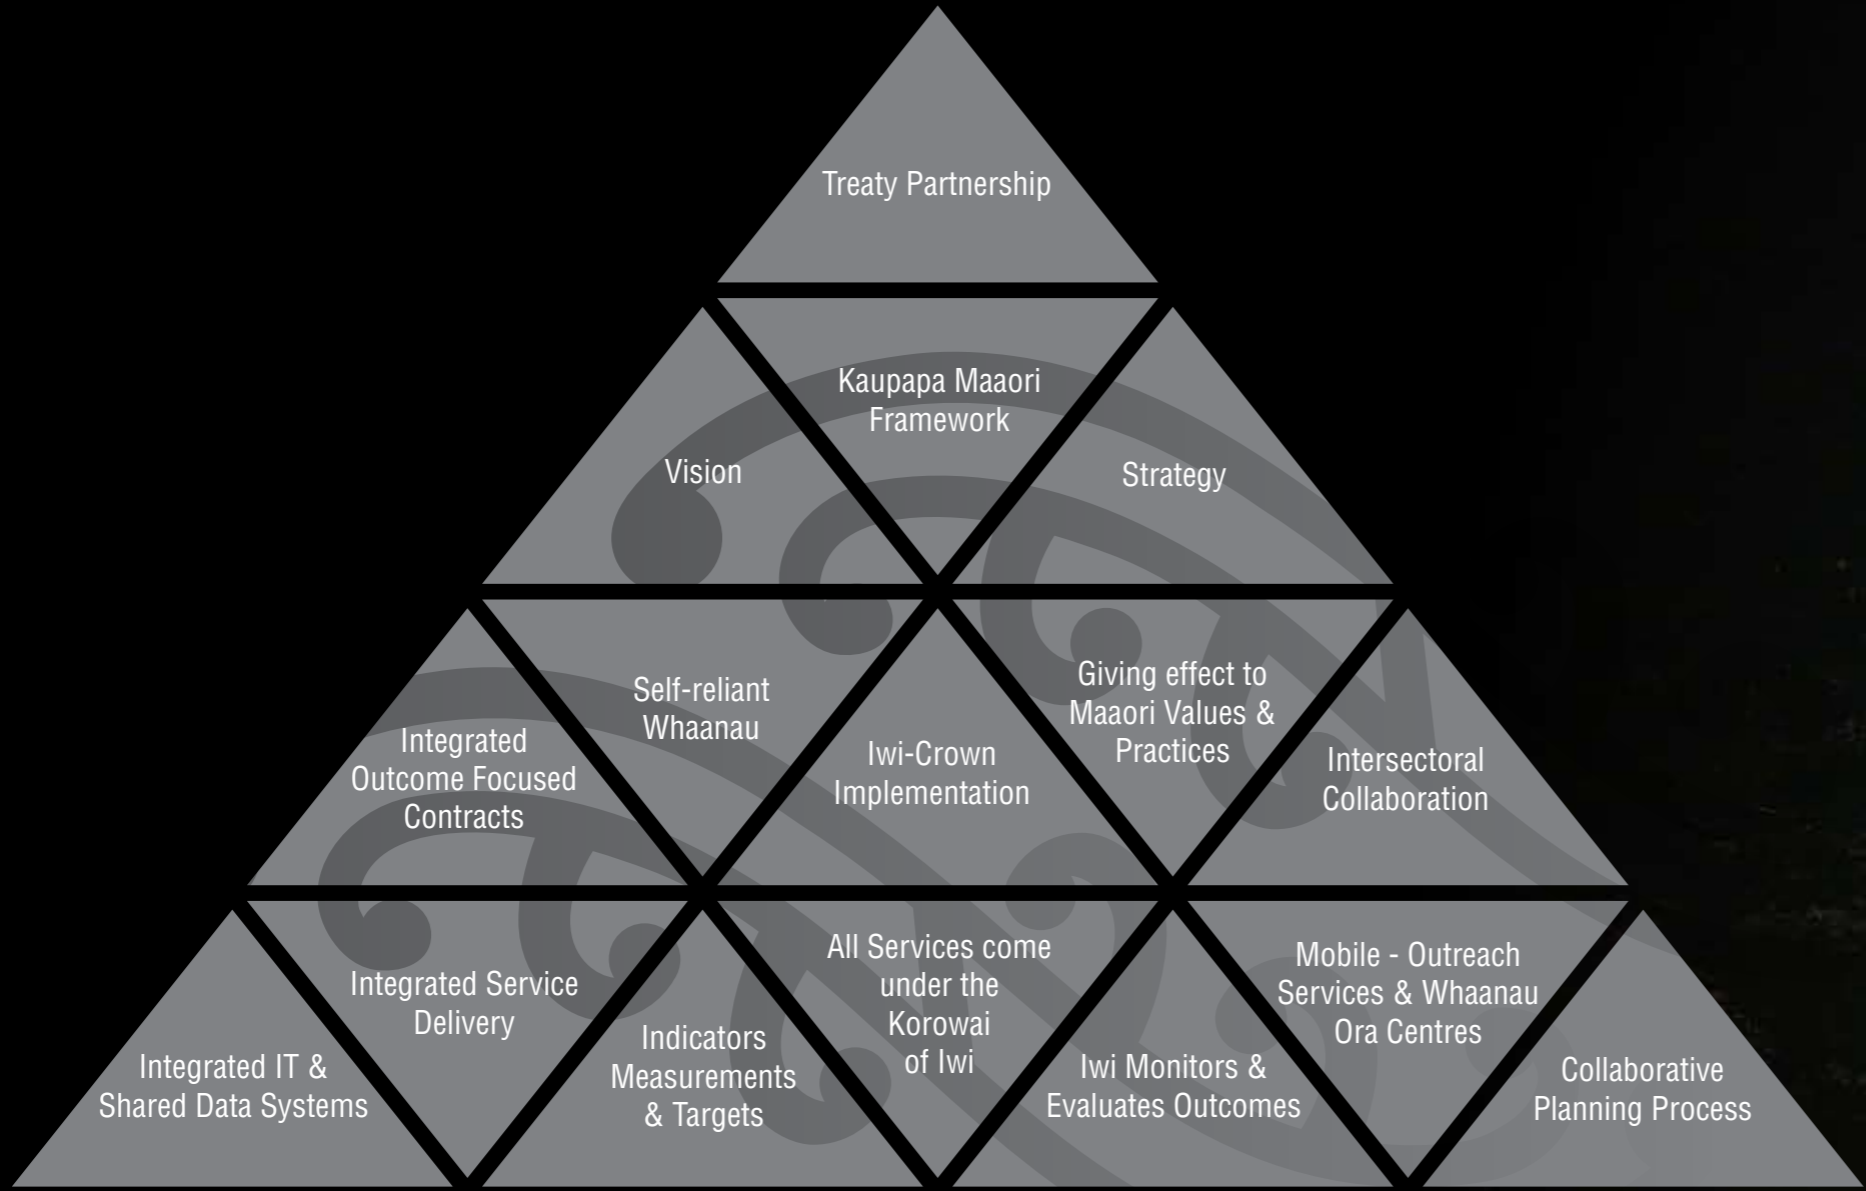 Treaty Partnership
Vision
Kaupapa Maaori
Framework
Strategy
Integrated
Outcome Focused
Contracts
Self-reliant
Whaanau
Iwi-Crown
Implementation
Giving effect to
Maaori Values &
Practices
Intersectoral
Collaboration
Integrated IT &
Shared Data Systems
Integrated Service
Delivery
Indicators
Measurements
& Targets
All Services come
under the
Korowai
of Iwi
Iwi Monitors &
Evaluates Outcomes
Mobile - Outreach
Services & Whaanau
Ora Centres
Collaborative
Planning Process